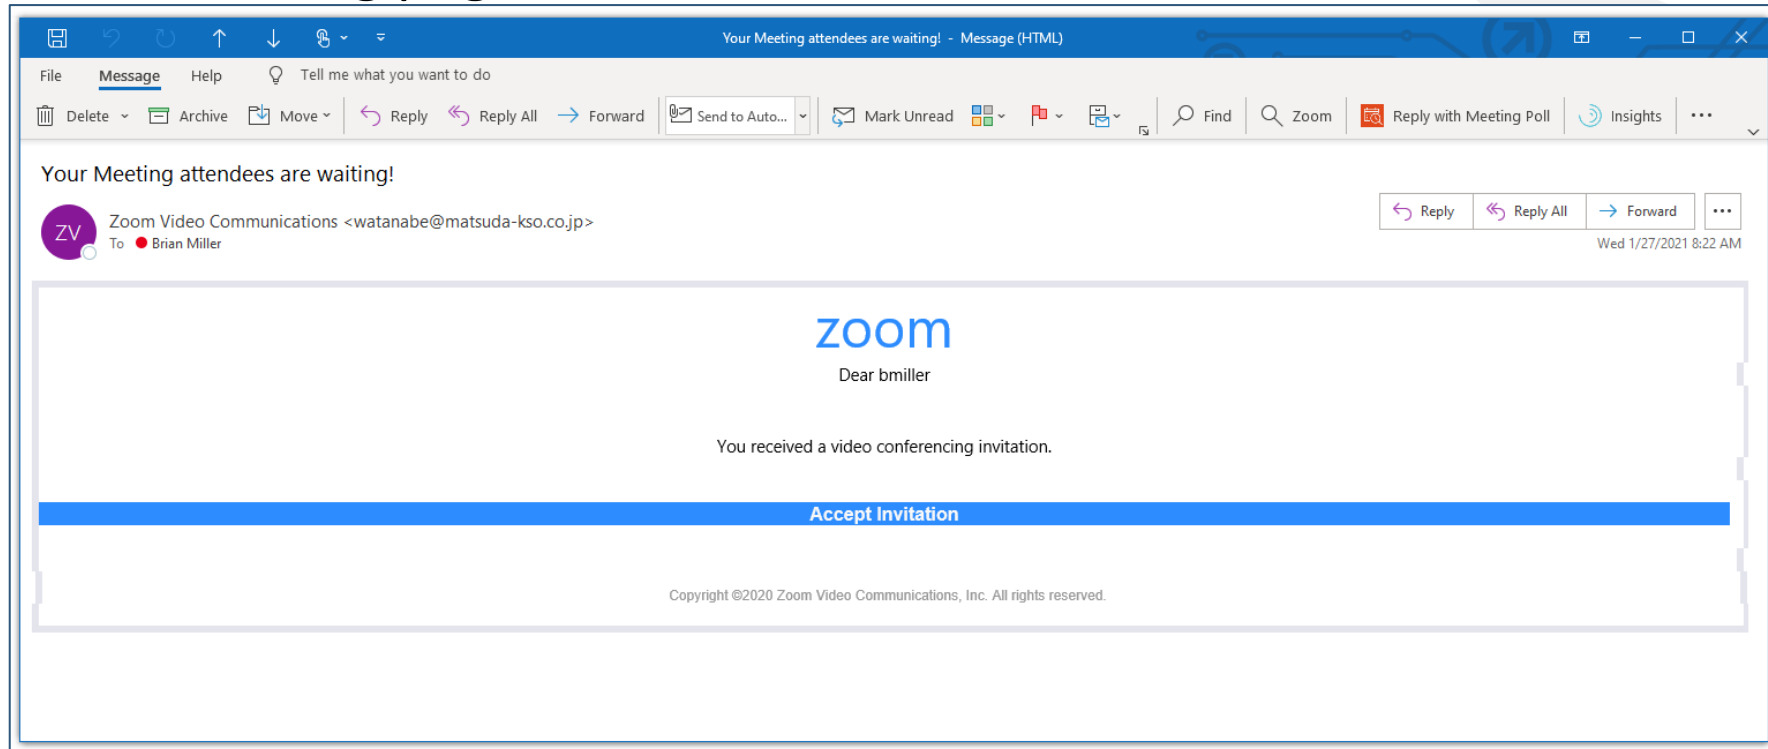 Your Meeting attendees are waiting! - Message (HTML)
File Message Help Tell me what you want to do
Delete Archive Move Reply Reply All Forward Send to Auto... Mark Unread Find Zoom Reply with Meeting Poll Insights ...
Your Meeting attendees are waiting!
ZV
Zoom Video Communications <watanabe@matsuda-kso.co.jp>
To Brian Miller
Reply Reply All Forward ...
Wed 1/27/2021 8:22 AM
zoom
Dear bmiller
You received a video conferencing invitation.
Accept Invitation
Copyright ©2020 Zoom Video Communications, Inc. All rights reserved.